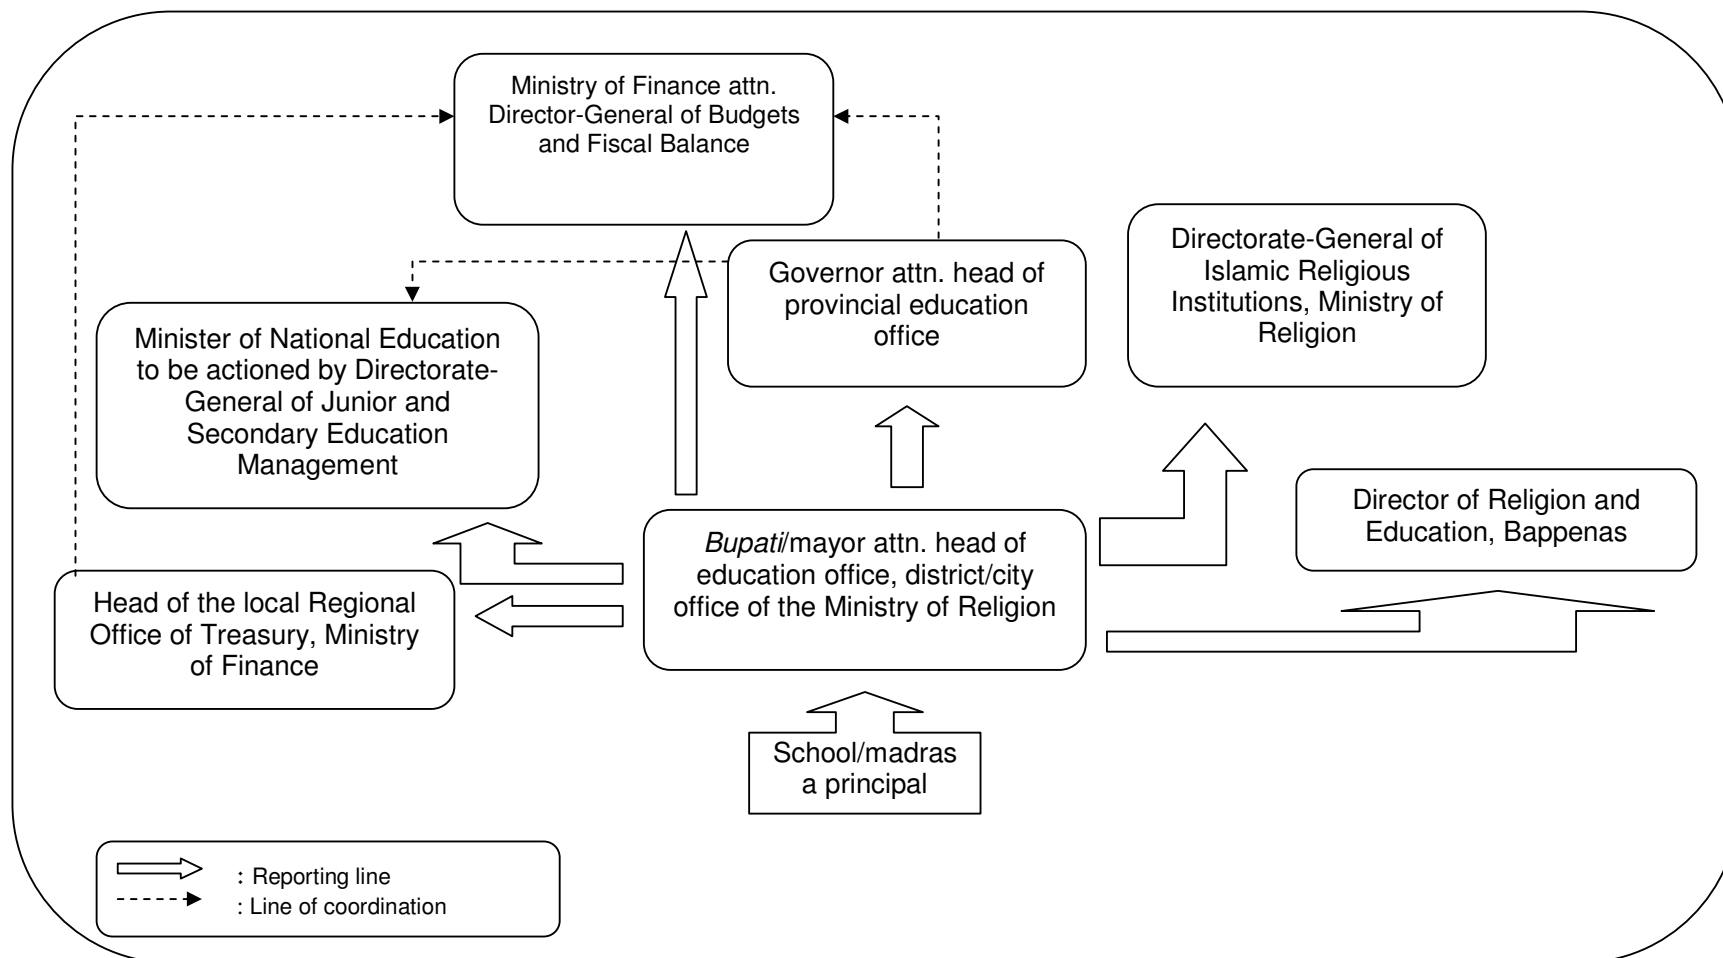 Ministry of Finance attn.
Director-General of Budgets
and Fiscal Balance
Directorate-General of
Islamic Religious
Institutions, Ministry of
Religion
Governor attn. head of
provincial education
office
Minister of National Education
to be actioned by Directorate-
General of Junior and
Secondary Education
Management
Director of Religion and
Education, Bappenas
Bupati/mayor attn. head of
education office, district/city
office of the Ministry of Religion
Head of the local Regional
Office of Treasury, Ministry
of Finance
School/madras
a principal
: Reporting line
: Line of coordination